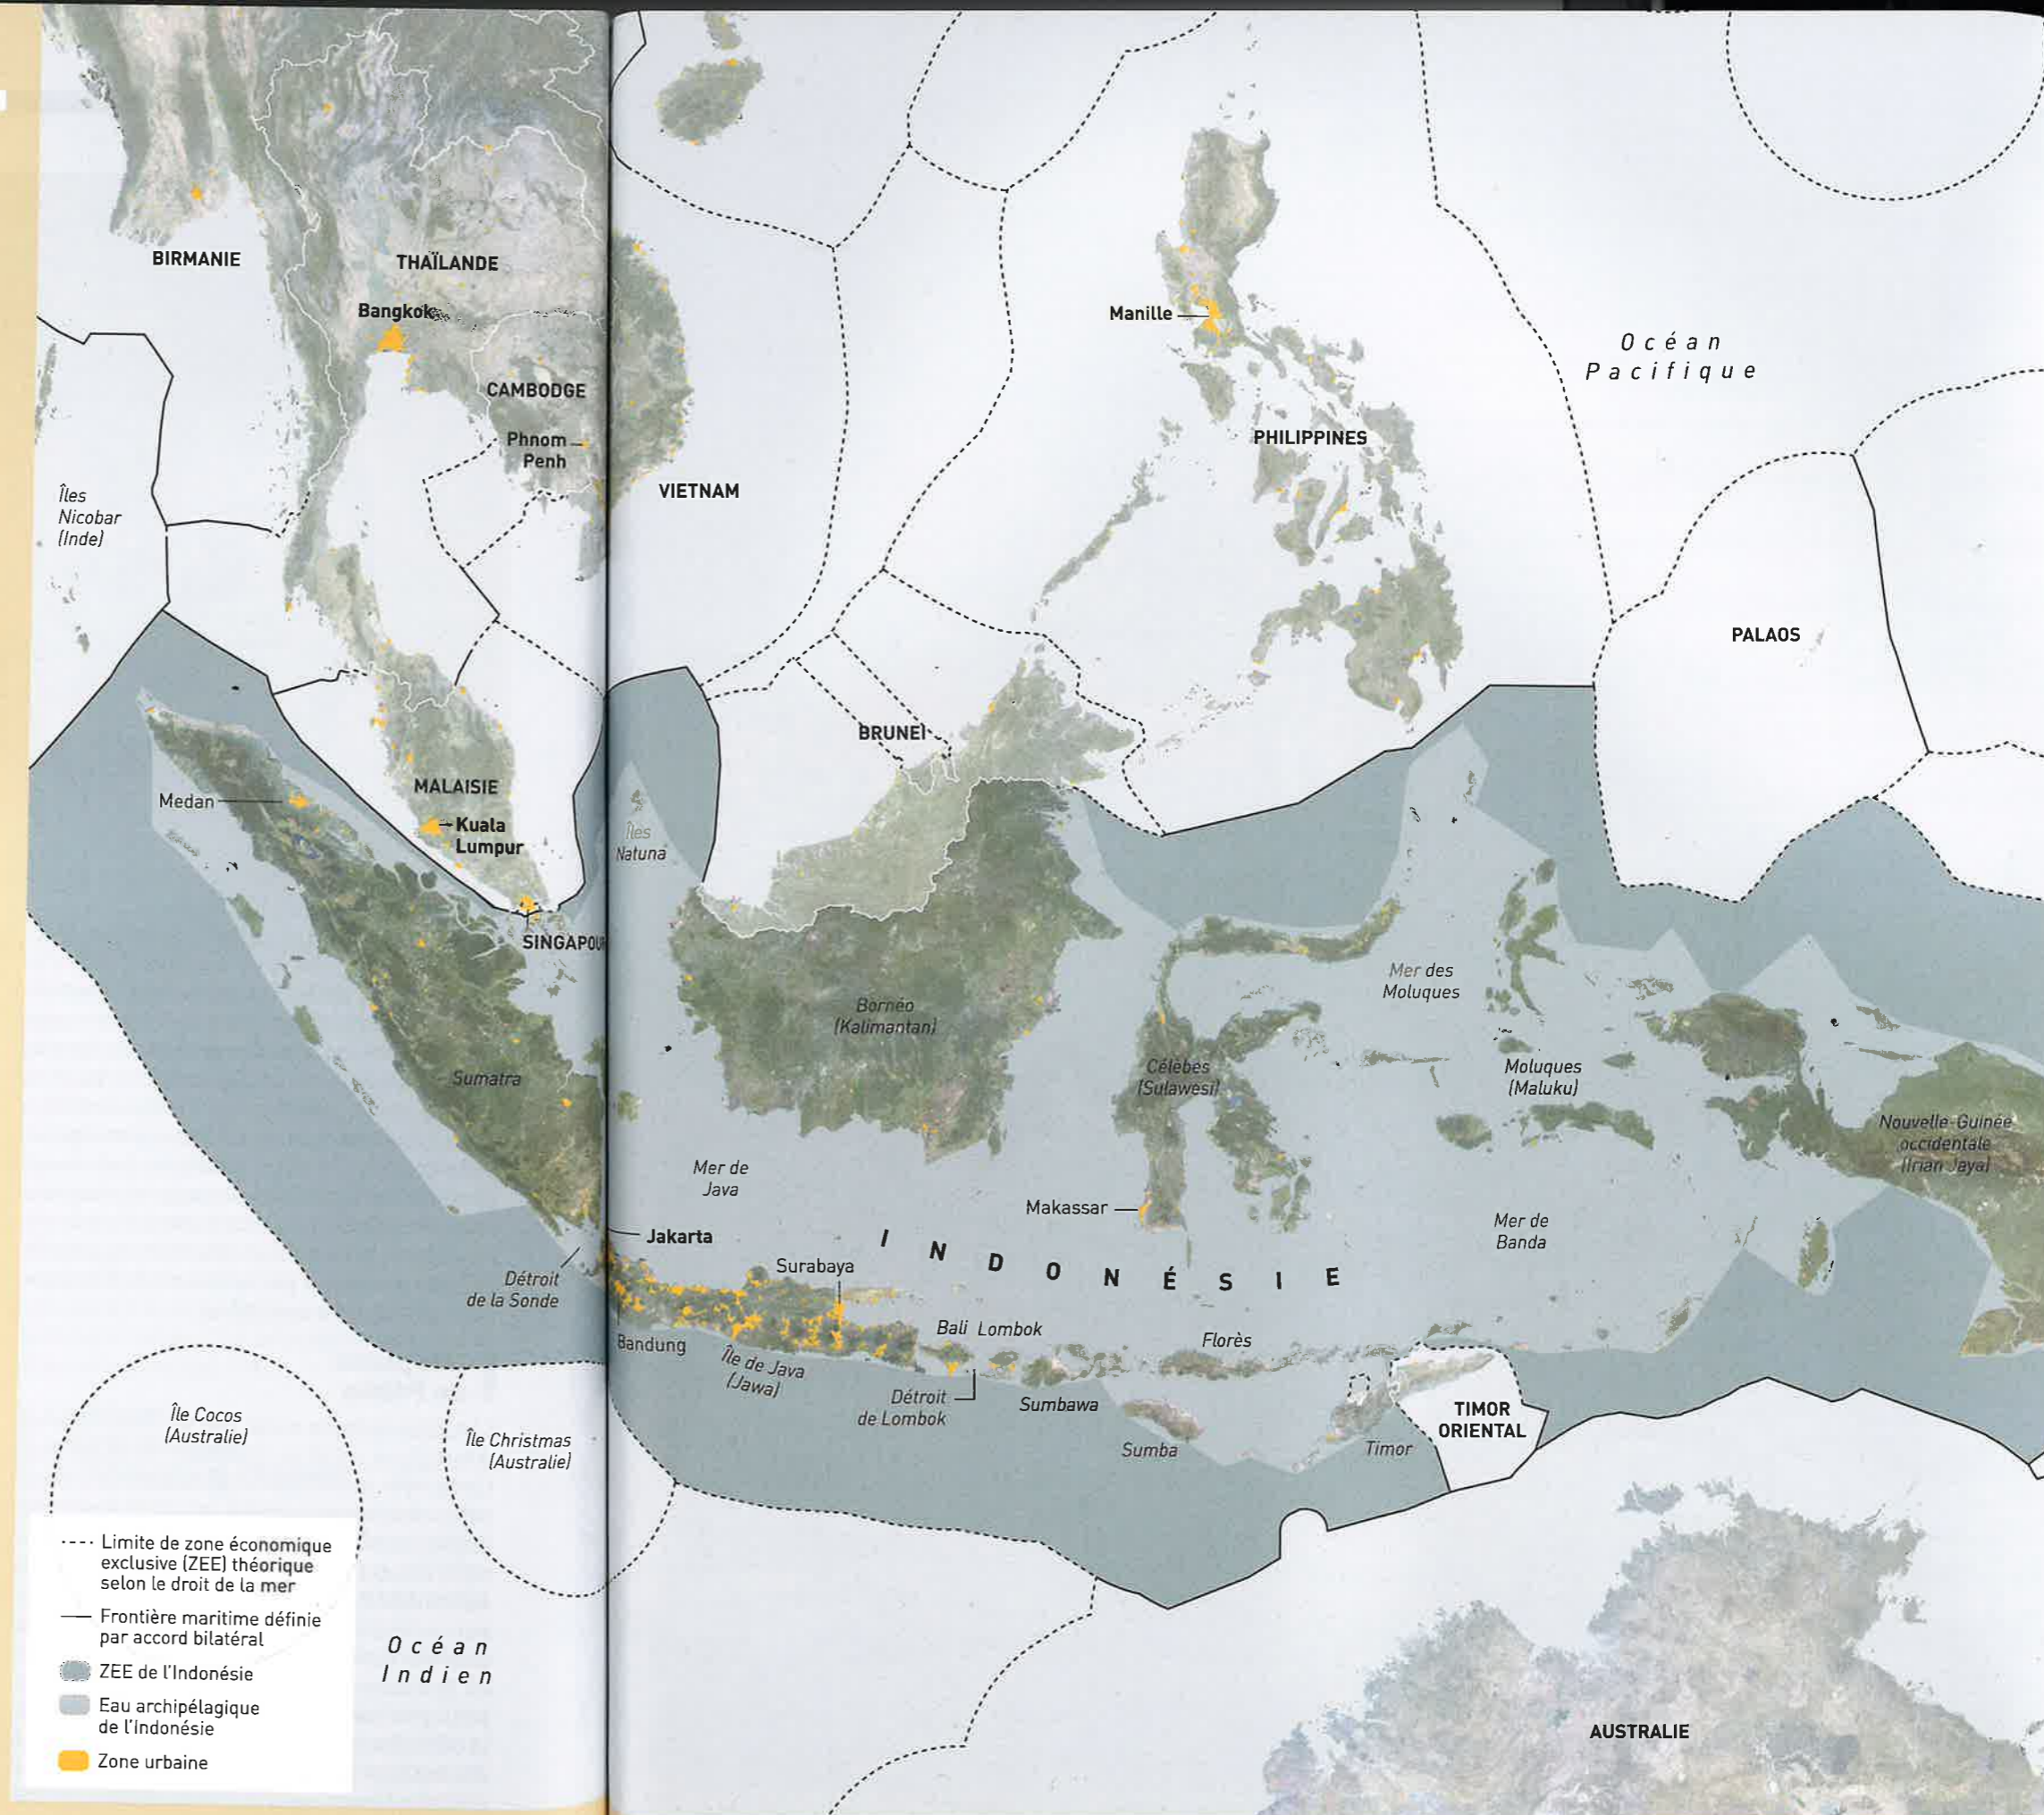 BIRMANIE
THAÏLANDE
Bangkok
CAMBODGE
Phnom
Penh
VIETNAM
Îles
Nicobar
(Inde)
Manille
PHILIPPINES
Océan
Pacifique
PALAOS
BRUNEI
MALAISIE
Medan
Kuala
Lumpur
SINGAPOUR
Îles
Natuna
Bornéo
(Kalimantan)
Mer des
Moluques
Célèbes
(Sulawesi)
Moluques
(Maluku)
Nouvelle-Guinée
occidentale
(Irian Jaya)
Sumatra
Mer de
Java
Makassar
Mer de
Banda
INDONÉSIE
Jakarta
Surabaya
Détroit
de la Sonde
Bandung
Île de Java
(Jawa)
Bali
Lombok
Florès
Détroit
de Lombok
Sumbawa
Sumba
Timor
TIMOR
ORIENTAL
Île Cocos
(Australie)
Île Christmas
(Australie)
Limite de zone économique
exclusive (ZEE) théorique
selon le droit de la mer
Frontière maritime définie
par accord bilatéral
ZEE de l'Indonésie
Eau archipélagique
de l'Indonésie
Zone urbaine
Océan
Indien
AUSTRALIE